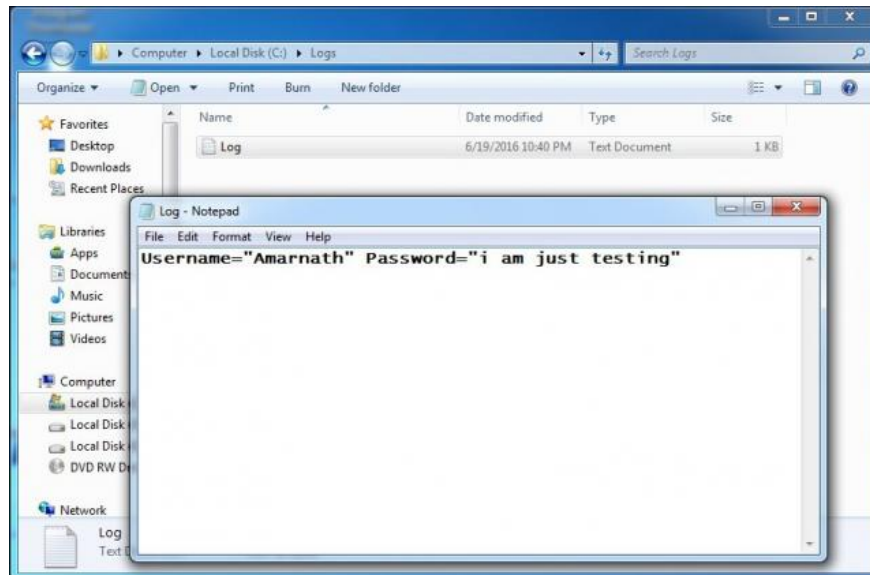 Computer ▸ Local Disk (C:) ▸ Logs
Search Logs
Organize Open Print Burn New folder
Favorites
Desktop
Downloads
Recent Places
Libraries
Apps
Documents
Music
Pictures
Videos
Computer
Local Disk
Local Disk
Local Disk
DVD RW
Network
Name Date modified Type Size
Log 6/19/2016 10:40 PM Text Document 1 KB
Log - Notepad
File Edit Format View Help
Username="Amarnath" Password="i am just testing"
Log
Text